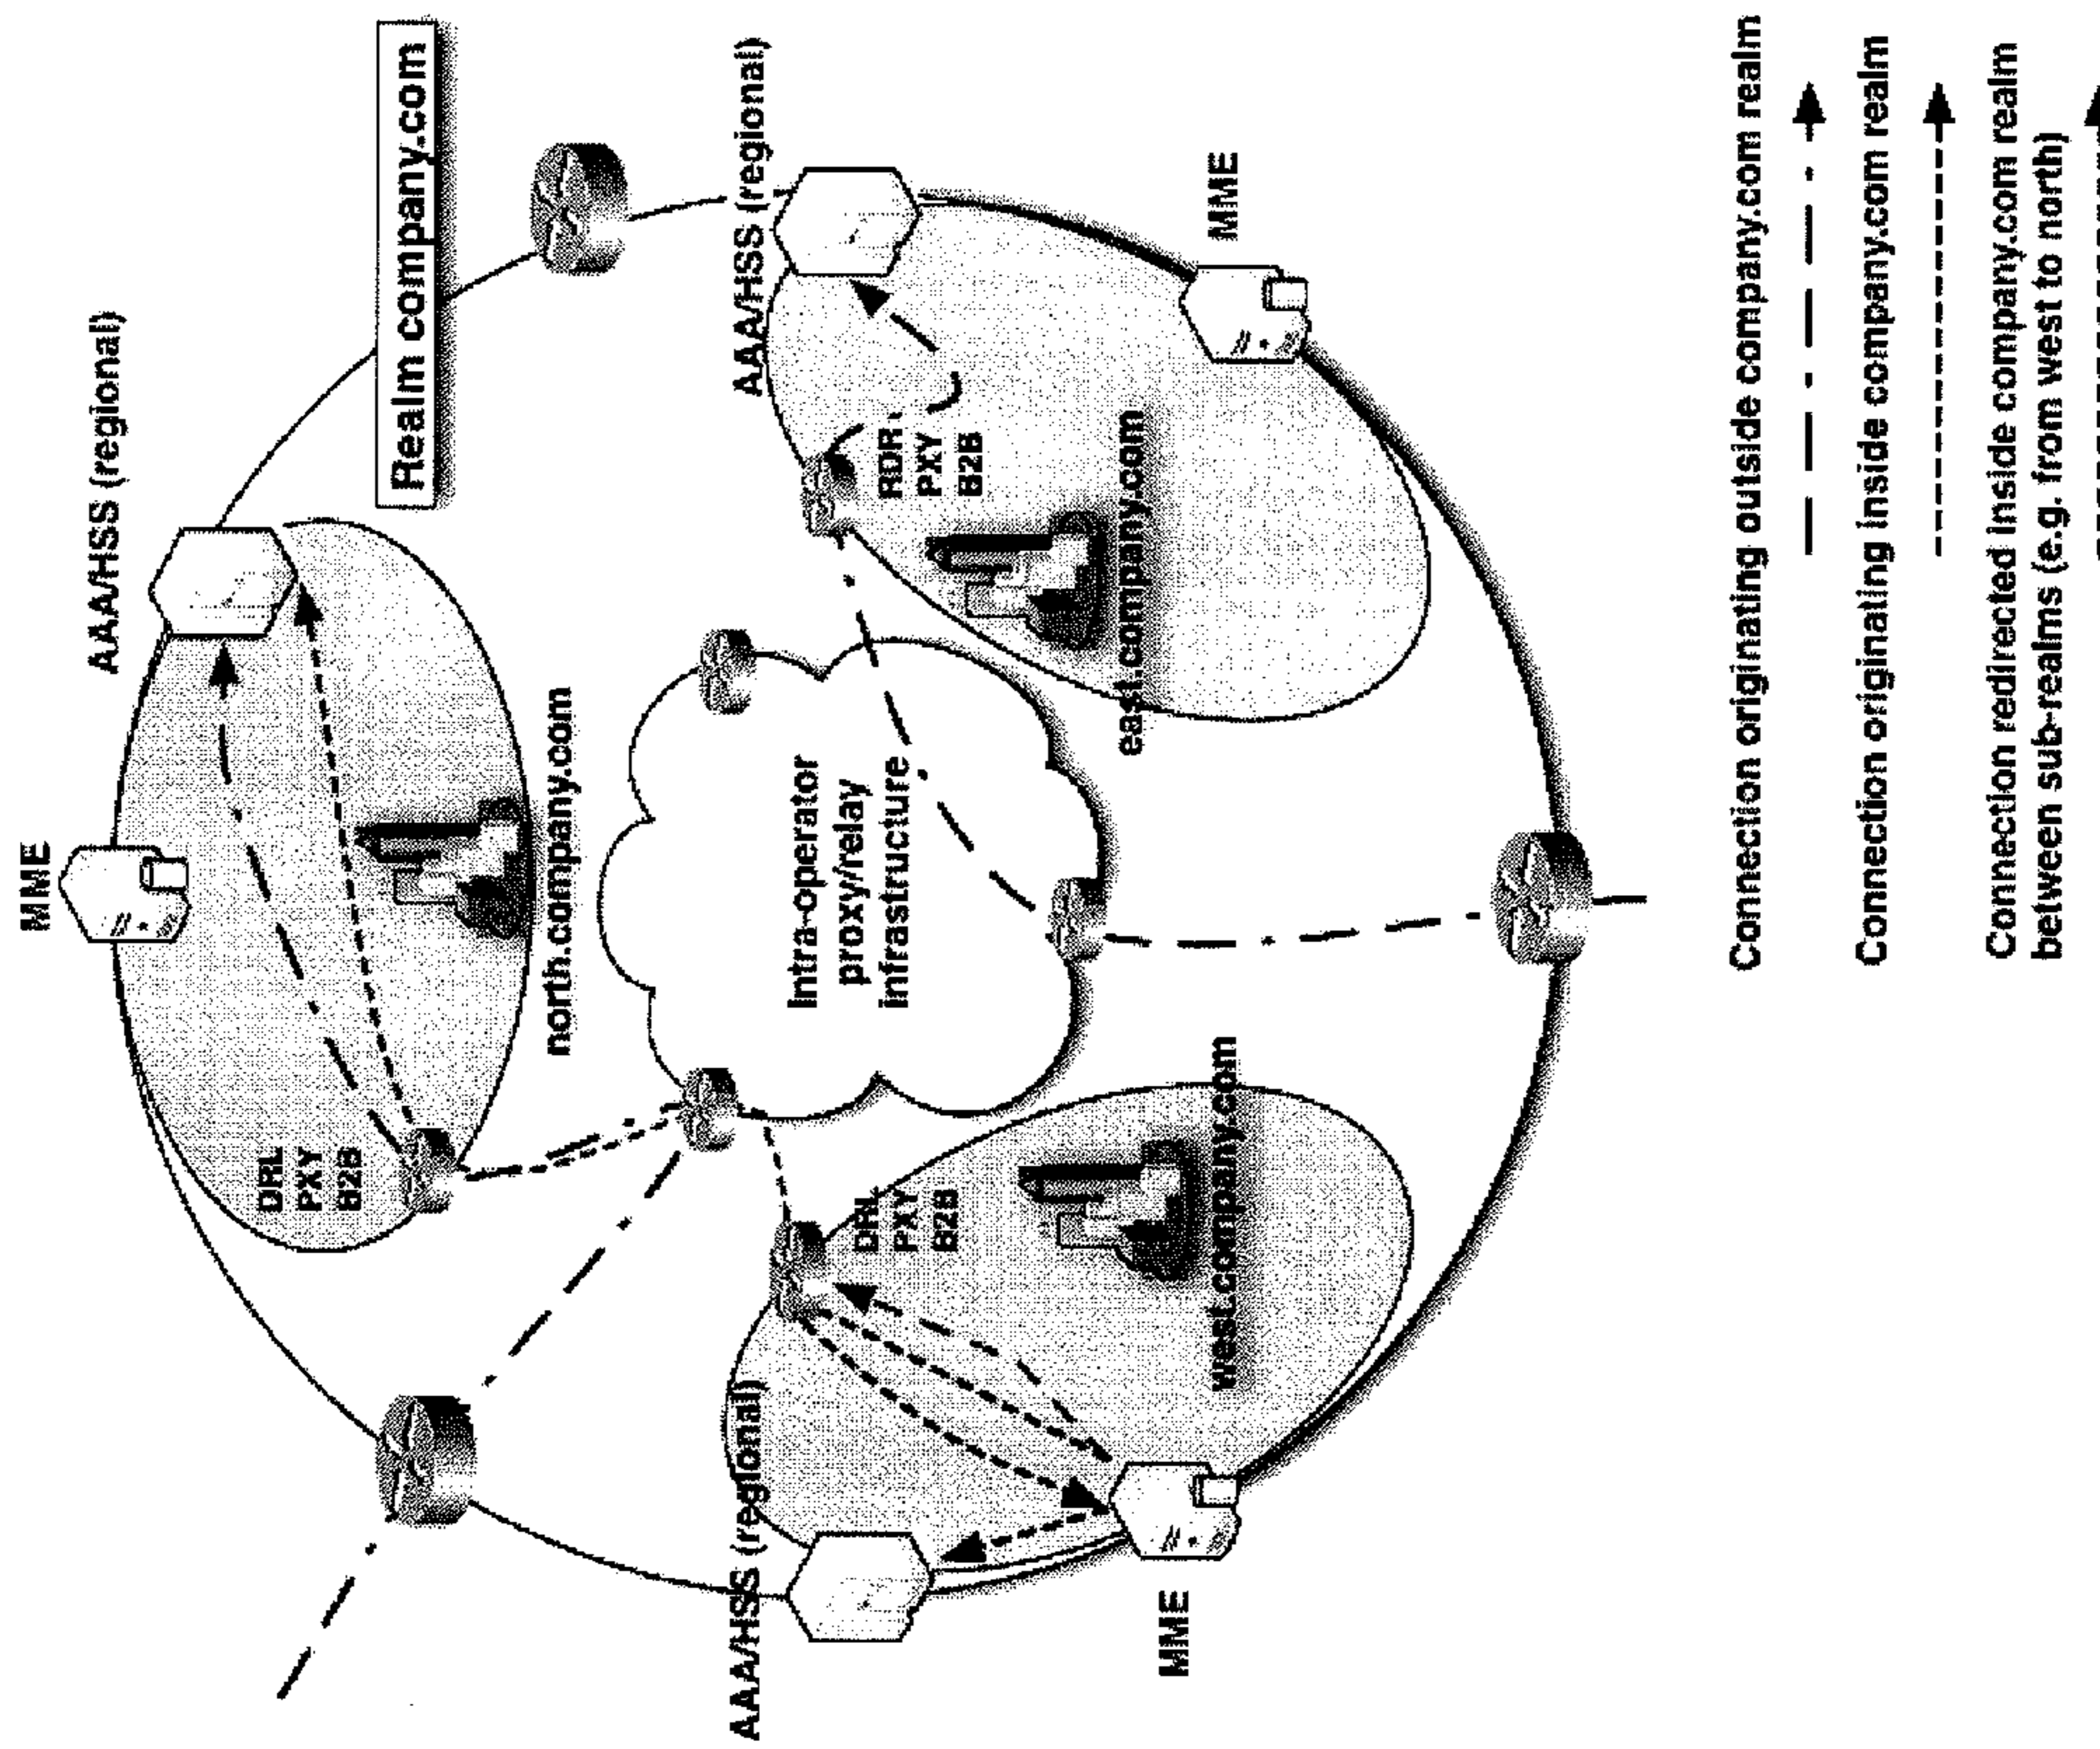 MME
AAA/HSS (regional)
Realm company.com
DRL
PXY
B2B
north.company.com
AAA/HSS (regional)
DRL
PXY
B2B
west.company.com
MME
Intra-operator
proxy/relay
infrastructure
AAA/HSS (regional)
RDR
PXY
B2B
east.company.com
MME
Connection originating outside company.com realm
Connection originating inside company.com realm
Connection redirected inside company.com realm
between sub-realms (e.g. from west to north)